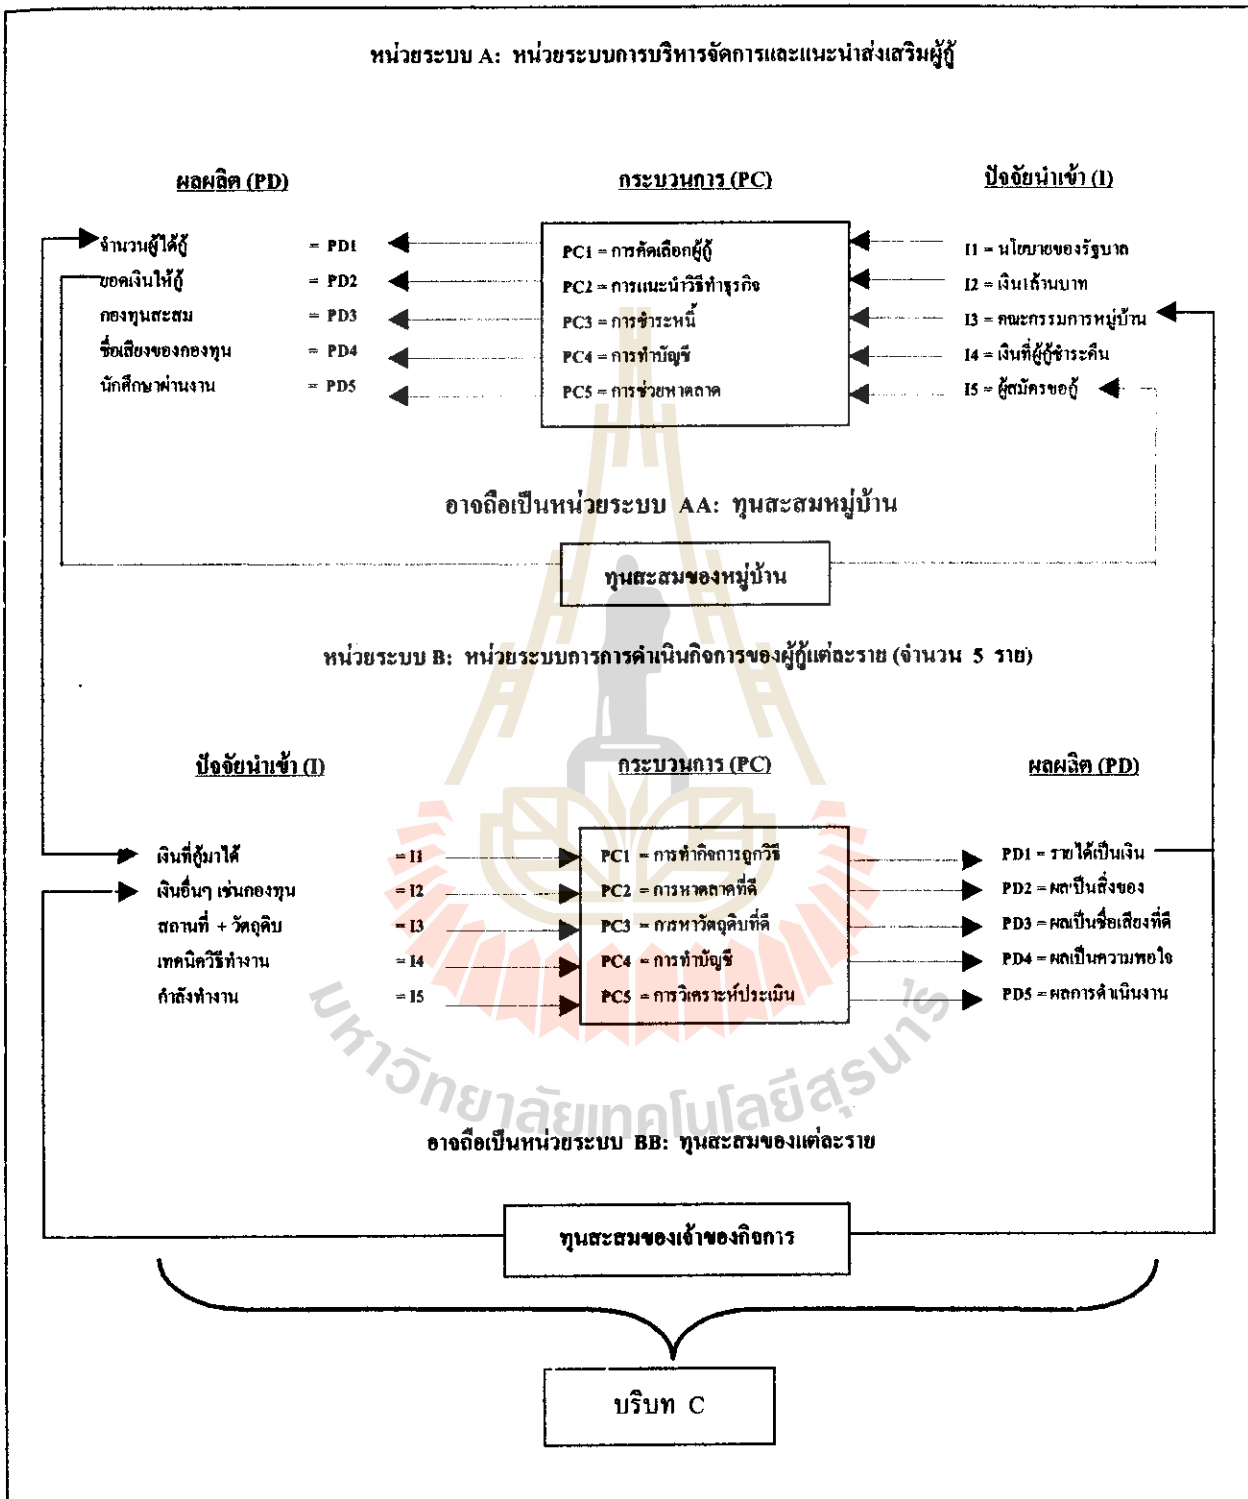 หน่วยระบบ A: หน่วยระบบการบริหารจัดการและแนะนำส่งเสริมผู้กู้
ผลผลิต (PD) กระบวนการ (PC) ปัจจัยนำเข้า (I)
จำนวนผู้ได้กู้ = PD1 PC1 = การคัดเลือกผู้กู้ I1 = นโยบายของรัฐบาล
ยอดเงินให้กู้ = PD2 PC2 = การแนะนำวิธีทำธุรกิจ I2 = เงิน1ล้านบาท
กองทุนสะสม = PD3 PC3 = การชำระหนี้ I3 = คณะกรรมการหมู่บ้าน
ชื่อเสียงของกองทุน = PD4 PC4 = การทำบัญชี I4 = เงินที่ผู้กู้ชำระคืน
นักศึกษาผ่านงาน = PD5 PC5 = การช่วยหาตลาด I5 = ผู้สมัครขอกู้
อาจถือเป็นหน่วยระบบ AA: ทุนสะสมหมู่บ้าน
ทุนสะสมของหมู่บ้าน
หน่วยระบบ B: หน่วยระบบการการดำเนินกิจการของผู้กู้แต่ละราย (จำนวน 5 ราย)
ปัจจัยนำเข้า (I) กระบวนการ (PC) ผลผลิต (PD)
เงินที่กู้มาได้ = I1 PC1 = การทำกิจการถูกวิธี PD1 = รายได้เป็นเงิน
เงินอื่นๆ เช่นกองทุน = I2 PC2 = การหาตลาดที่ดี PD2 = ผลเป็นสิ่งของ
สถานที่ + วัตถุดิบ = I3 PC3 = การหาวัตถุดิบที่ดี PD3 = ผลเป็นชื่อเสียงที่ดี
เทคนิควิธีทำงาน = I4 PC4 = การทำบัญชี PD4 = ผลเป็นความพอใจ
กำลังทำงาน = I5 PC5 = การวิเคราะห์ประเมิน PD5 = ผลการดำเนินงาน
มหาวิทยาลัยเทคโนโลยีสุรนารี
อาจถือเป็นหน่วยระบบ BB: ทุนสะสมของแต่ละราย
ทุนสะสมของเจ้าของกิจการ
บริบท C